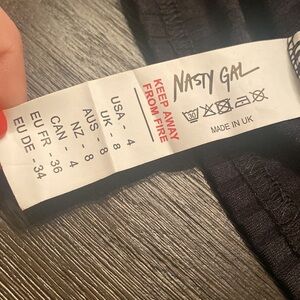 NASTY GAL
MADE IN UK
KEEP AWAY
FROM FIRE
USA - 4
UK - 8
AUS - 8
NZ - 8
CAN - 4
EU FR - 36
EU DE - 34